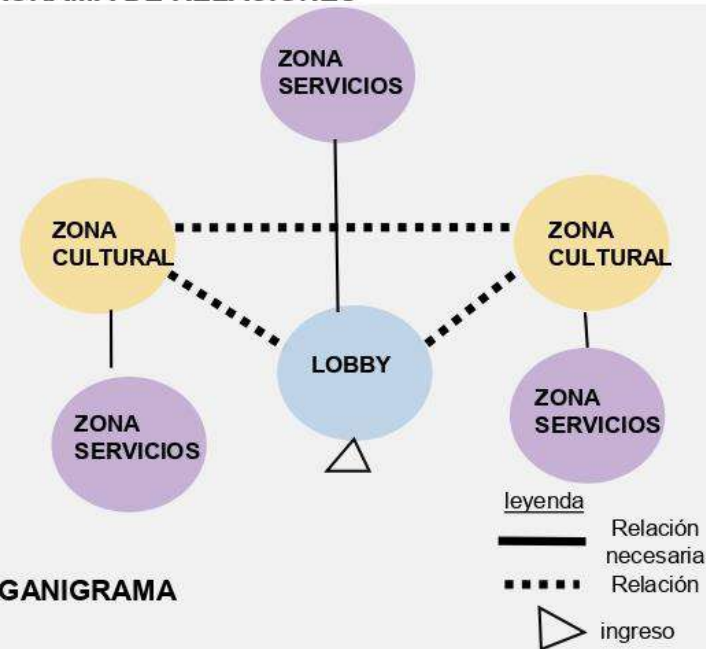 ZONA
SERVICIOS
ZONA
CULTURAL
ZONA
CULTURAL
LOBBY
ZONA
SERVICIOS
ZONA
SERVICIOS
leyenda
Relación
necesaria
Relación
ingreso
GANIGRAMA